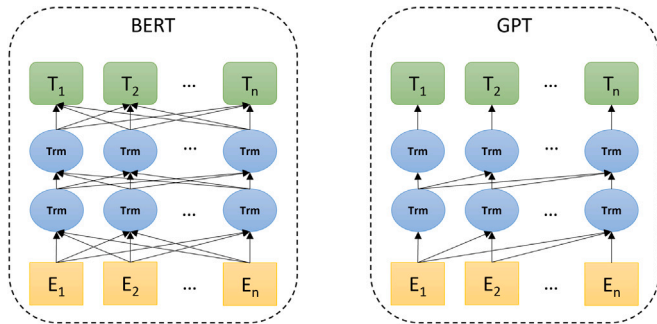 BERT
T1 T2 ... Tn
Trm Trm ... Trm
Trm Trm ... Trm
E1 E2 ... En
GPT
T1 T2 ... Tn
Trm Trm ... Trm
Trm Trm ... Trm
E1 E2 ... En